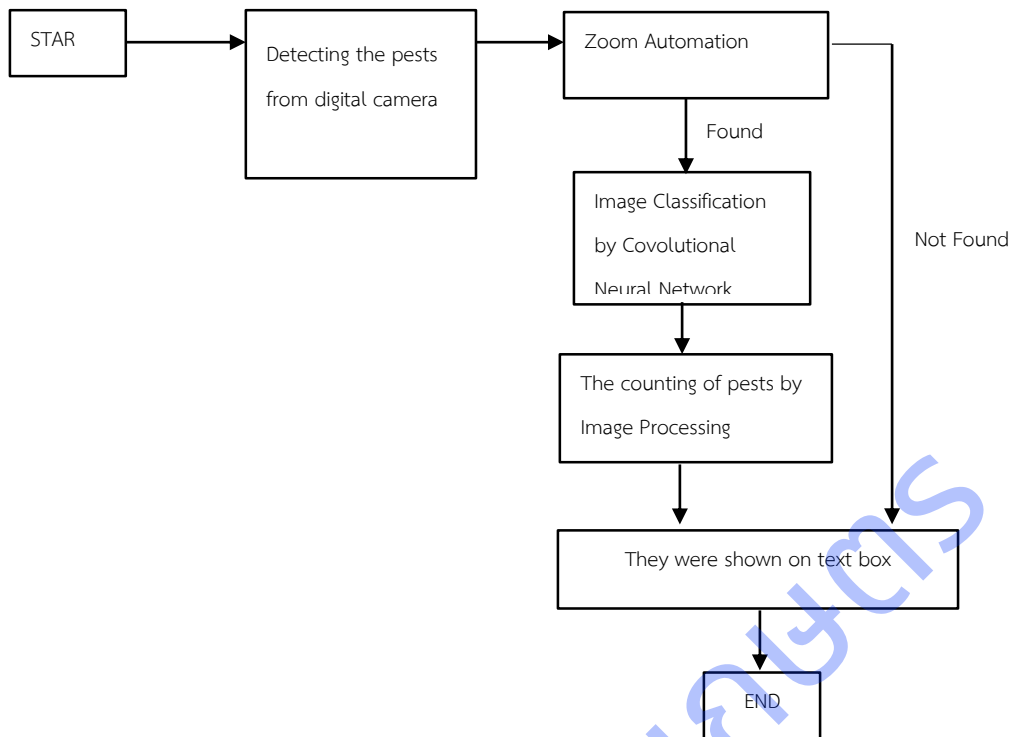 STAR
Detecting the pests
from digital camera
Zoom Automation
Found
Image Classification
by Covolutional
Neural Network
Not Found
The counting of pests by
Image Processing
They were shown on text box
END